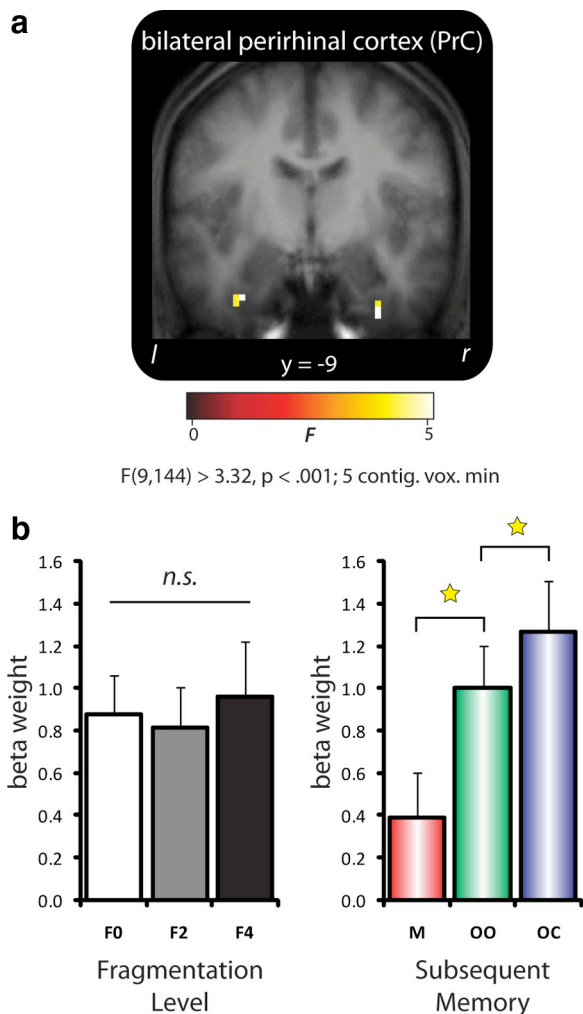 a
bilateral perirhinal cortex (PrC)
l
r
y = -9
0
F
5
F(9,144) > 3.32, p < .001; 5 contig. vox. min
b
1.6
1.4
1.2
1.0
0.8
0.6
0.4
0.2
0.0
beta weight
n.s.
F0 F2 F4
Fragmentation
Level
1.6
1.4
1.2
1.0
0.8
0.6
0.4
0.2
0.0
beta weight
M OO OC
Subsequent
Memory